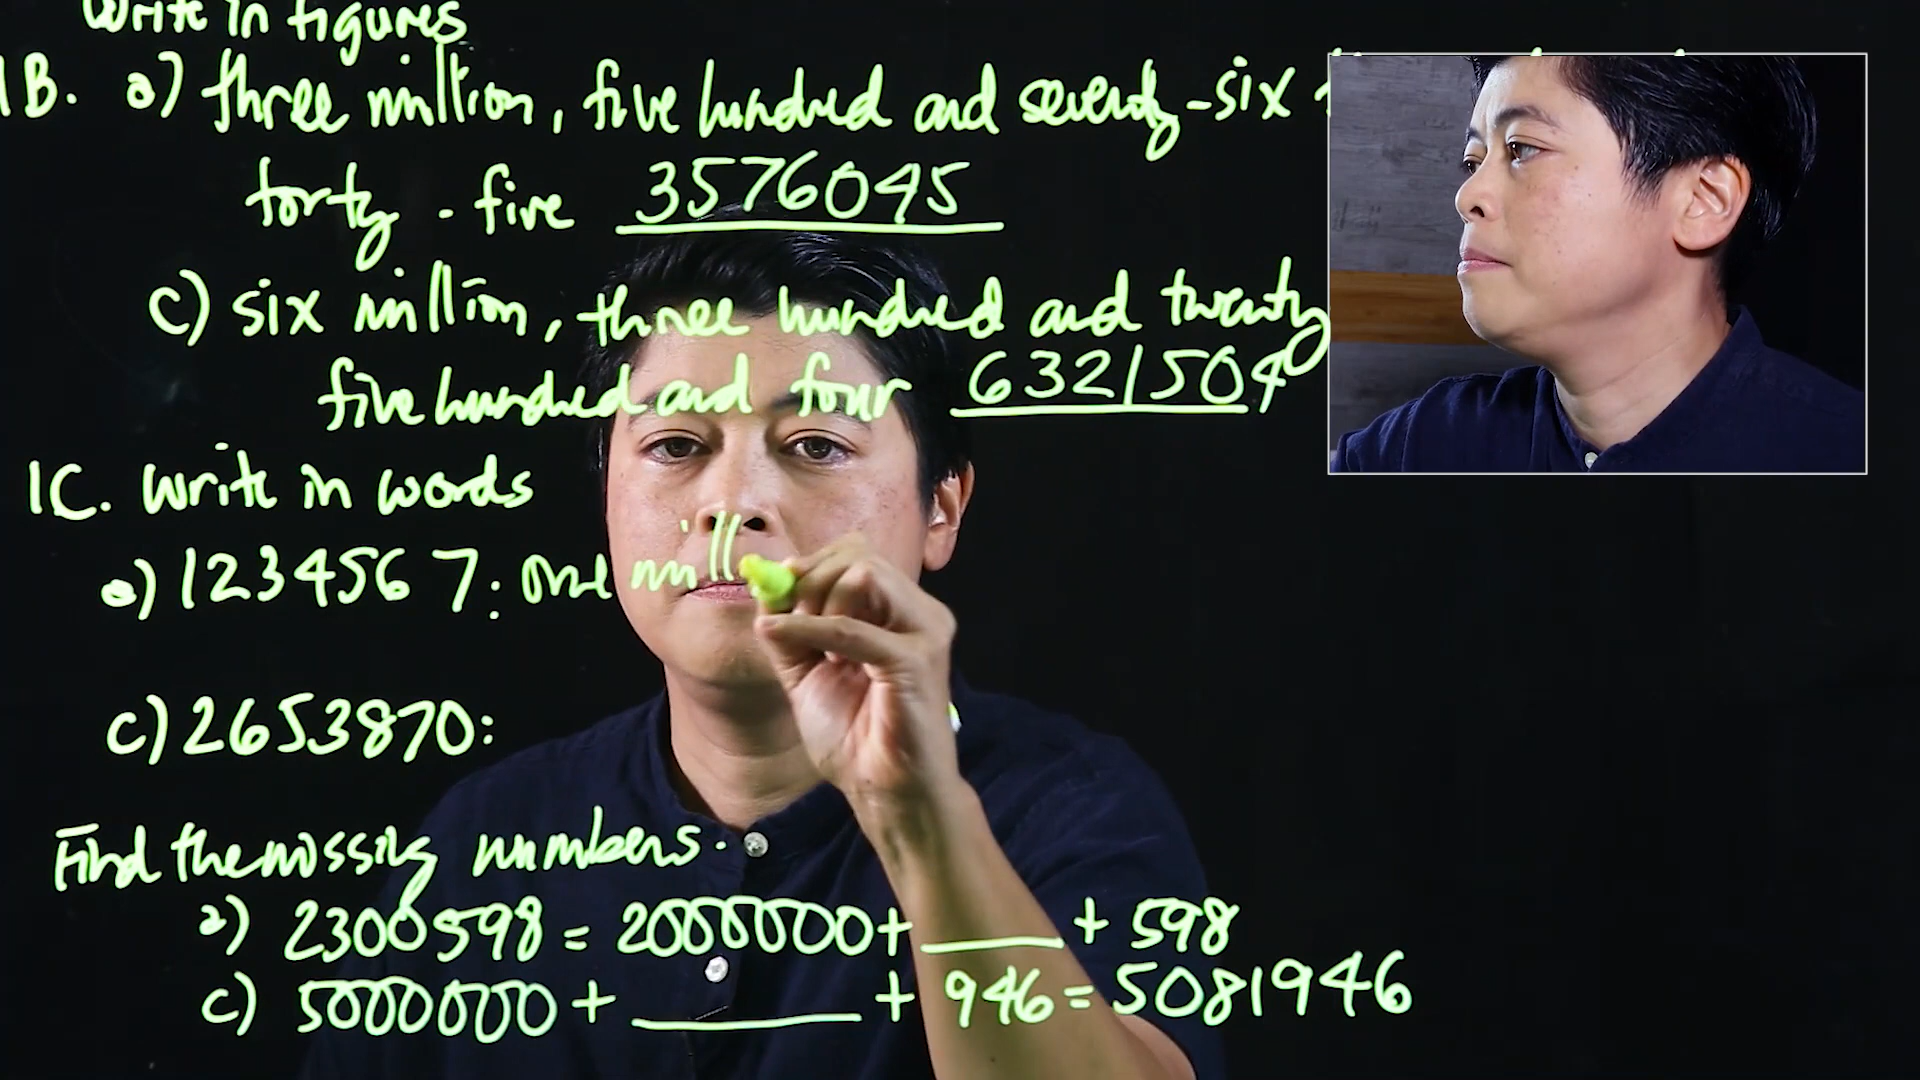 Write in figures
1B. a) three million, five hundred and seventy-six
forty - five 3576045
c) six million, three hundred and twenty
five hundred and four 6321504
1C. Write in words
a) 1234567: one mill
c) 2653870:
Find the missing numbers.
a) 2300598 = 2000000+ ____ + 598
c) 5000000 + ____ + 946 = 5081946